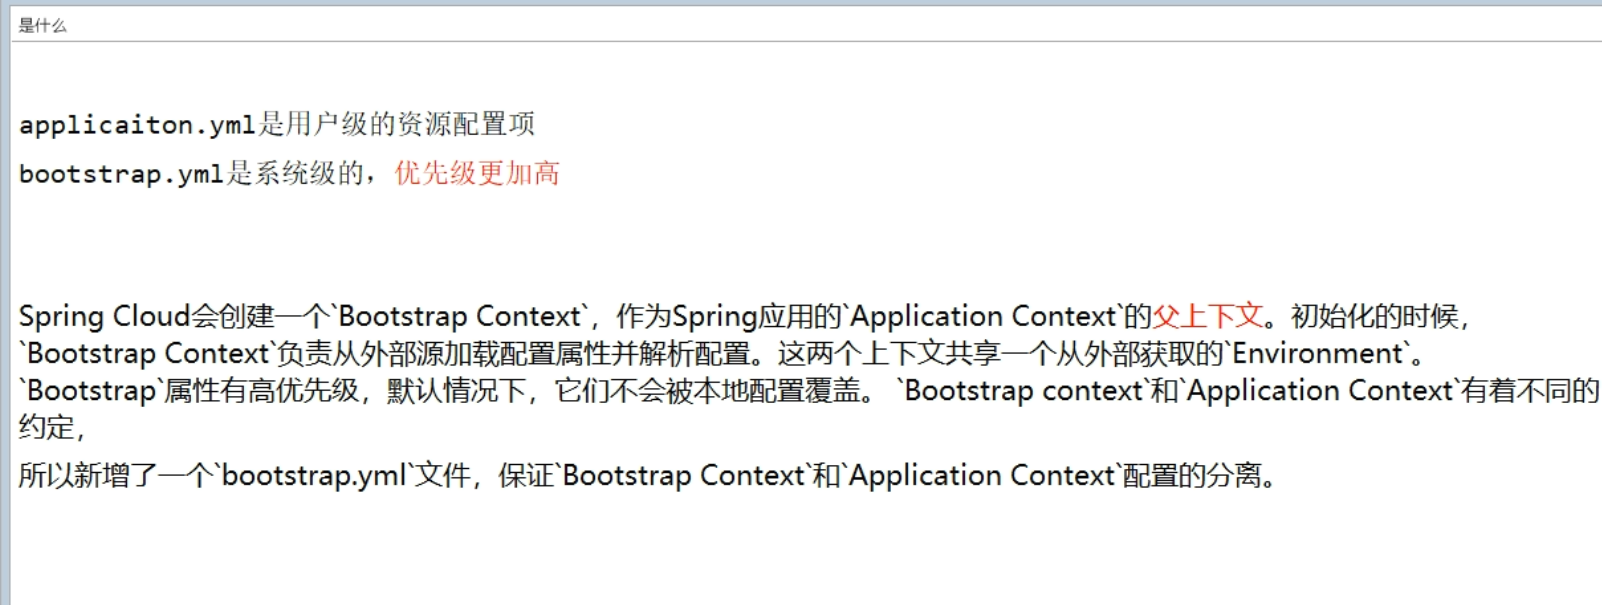 是什么
applicaiton.yml是用户级的资源配置项
bootstrap.yml是系统级的，优先级更加高
Spring Cloud会创建一个`Bootstrap Context`，作为Spring应用的`Application Context`的父上下文。初始化的时候，
`Bootstrap Context`负责从外部源加载配置属性并解析配置。这两个上下文共享一个从外部获取的`Environment`。
`Bootstrap`属性有高优先级，默认情况下，它们不会被本地配置覆盖。 `Bootstrap context`和`Application Context`有着不同的
约定，
所以新增了一个`bootstrap.yml`文件，保证`Bootstrap Context`和`Application Context`配置的分离。